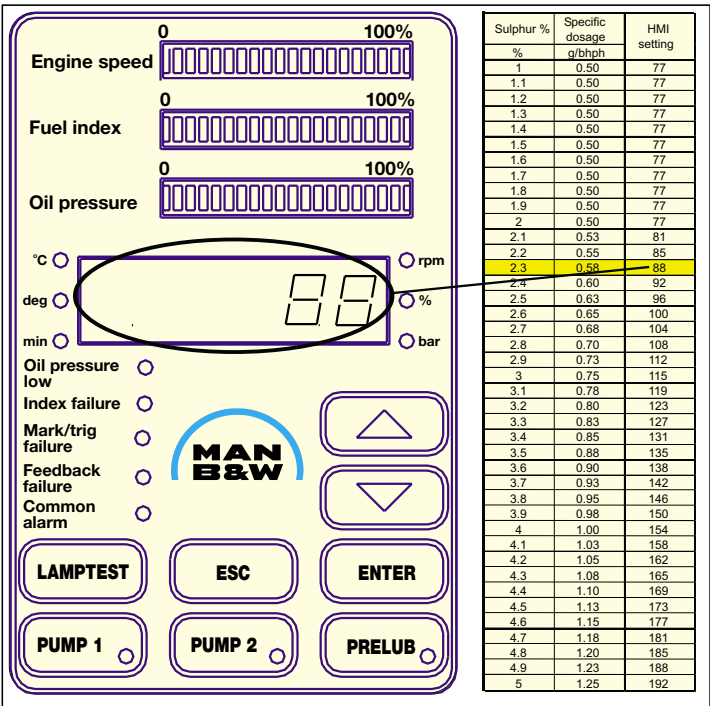 0 100%
Engine speed
0 100%
Fuel index
0 100%
Oil pressure
°C rpm
deg 88 %
min bar
Oil pressure
low
Index failure
Mark/trig
failure
Feedback
failure
Common
alarm
MAN
B&W
LAMPTEST ESC ENTER
PUMP 1 PUMP 2 PRELUB
Sulphur % Specific dosage HMI setting
% g/bhph
1 0.50 77
1.1 0.50 77
1.2 0.50 77
1.3 0.50 77
1.4 0.50 77
1.5 0.50 77
1.6 0.50 77
1.7 0.50 77
1.8 0.50 77
1.9 0.50 77
2 0.50 77
2.1 0.53 81
2.2 0.55 85
2.3 0.58 88
2.4 0.60 92
2.5 0.63 96
2.6 0.65 100
2.7 0.68 104
2.8 0.70 108
2.9 0.73 112
3 0.75 115
3.1 0.78 119
3.2 0.80 123
3.3 0.83 127
3.4 0.85 131
3.5 0.88 135
3.6 0.90 138
3.7 0.93 142
3.8 0.95 146
3.9 0.98 150
4 1.00 154
4.1 1.03 158
4.2 1.05 162
4.3 1.08 165
4.4 1.10 169
4.5 1.13 173
4.6 1.15 177
4.7 1.18 181
4.8 1.20 185
4.9 1.23 188
5 1.25 192